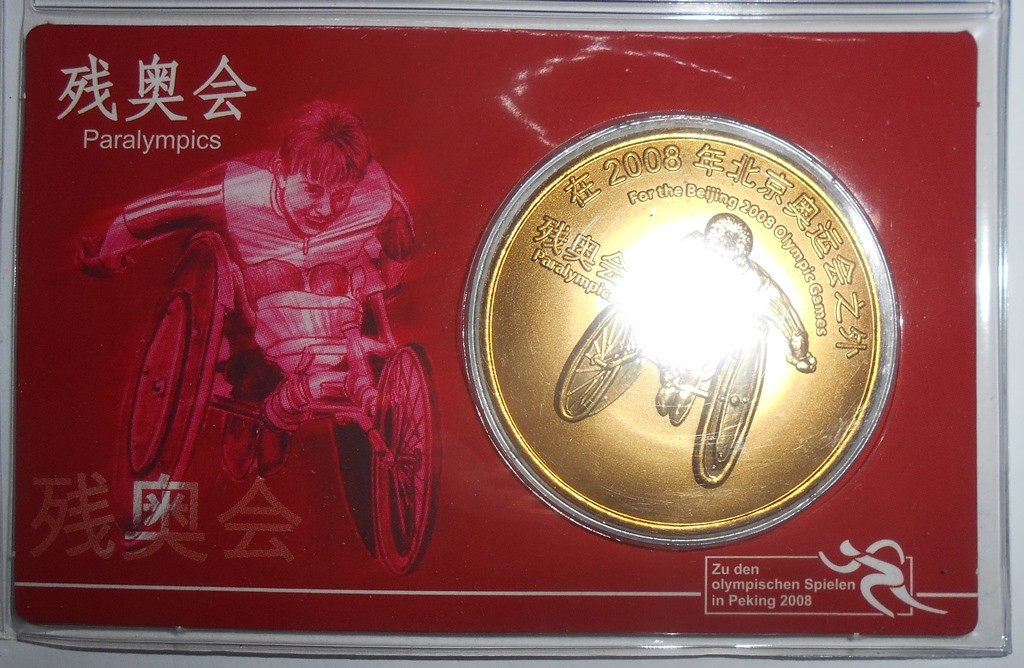 残奥会
Paralympics
在 2008 年北京奥运会之外
For the Beijing 2008 Olympic Games
残奥会
残奥会
Zu den
olympischen Spielen
in Peking 2008